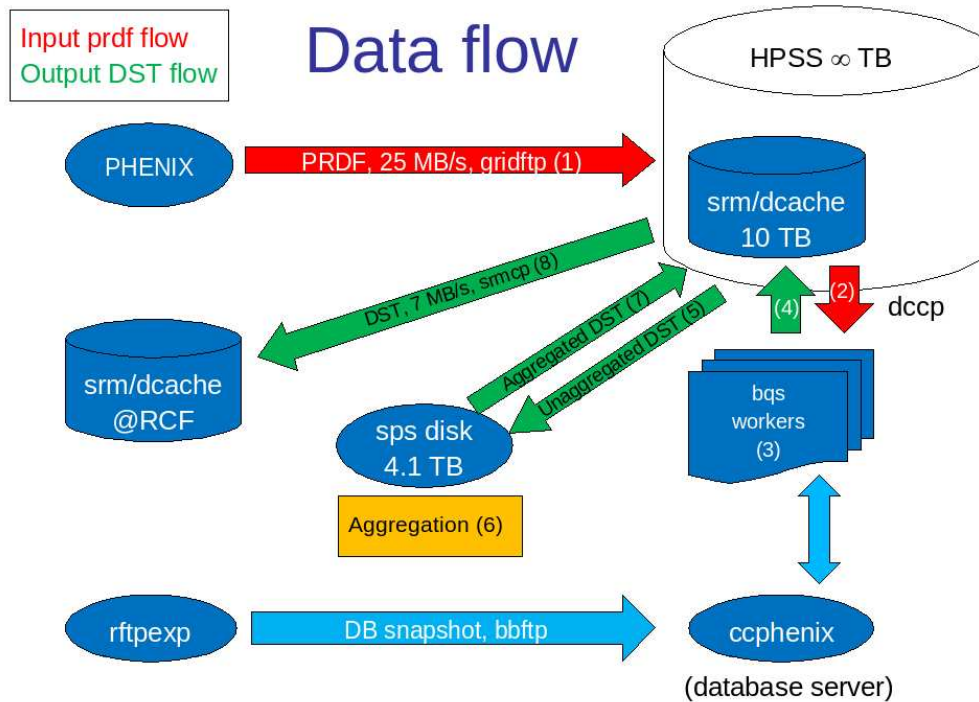 Input prdf flow
Output DST flow
Data flow
HPSS ∞ TB
PHENIX
PRDF, 25 MB/s, gridftp (1)
srm/dcache
10 TB
DST, 7 MB/s, srmcp (8)
Aggregated DST (7)
Unaggregated DST (5)
(4)
(2)
dccp
srm/dcache
@RCF
sps disk
4.1 TB
bqs
workers
(3)
Aggregation (6)
rftpexp
DB snapshot, bbftp
ccphenix
(database server)